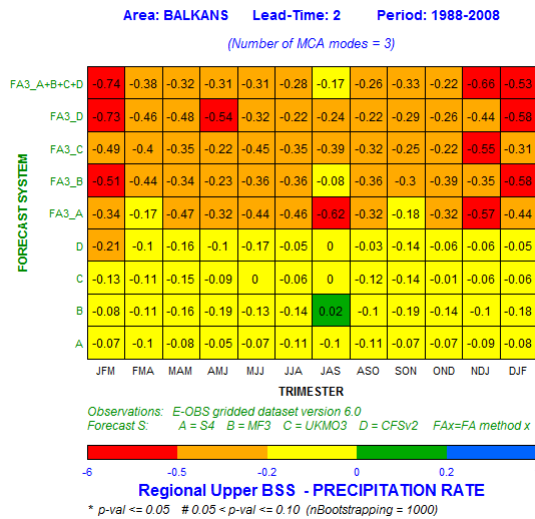 Area: BALKANS Lead-Time: 2 Period: 1988-2008
(Number of MCA modes = 3)
FORECAST SYSTEM
FA3_A+B+C+D -0.74 -0.38 -0.32 -0.31 -0.31 -0.28 -0.17 -0.26 -0.33 -0.22 -0.66 -0.53
FA3_D -0.73 -0.46 -0.48 -0.54 -0.32 -0.22 -0.24 -0.22 -0.29 -0.26 -0.44 -0.58
FA3_C -0.49 -0.4 -0.35 -0.22 -0.45 -0.35 -0.39 -0.32 -0.25 -0.22 -0.55 -0.31
FA3_B -0.51 -0.44 -0.34 -0.23 -0.36 -0.36 -0.08 -0.36 -0.3 -0.39 -0.35 -0.58
FA3_A -0.34 -0.17 -0.47 -0.32 -0.44 -0.46 -0.62 -0.32 -0.18 -0.32 -0.57 -0.44
D -0.21 -0.1 -0.16 -0.1 -0.17 -0.05 0 -0.03 -0.14 -0.06 -0.06 -0.05
C -0.13 -0.11 -0.15 -0.09 0 -0.06 0 -0.12 -0.14 -0.01 -0.06 -0.06
B -0.08 -0.11 -0.16 -0.19 -0.13 -0.14 0.02 -0.1 -0.19 -0.14 -0.1 -0.18
A -0.07 -0.1 -0.08 -0.05 -0.07 -0.11 -0.1 -0.11 -0.07 -0.07 -0.09 -0.08
JFM FMA MAM AMJ MJJ JJA JAS ASO SON OND NDJ DJF
TRIMESTER
Observations: E-OBS gridded dataset version 6.0
Forecast S: A = S4 B = MF3 C = UKMO3 D = CFSv2 FAx=FA method x
-6 -0.5 -0.2 0 0.2
Regional Upper BSS - PRECIPITATION RATE
* p-val <= 0.05 # 0.05 < p-val <= 0.10 (nBootstrapping = 1000)